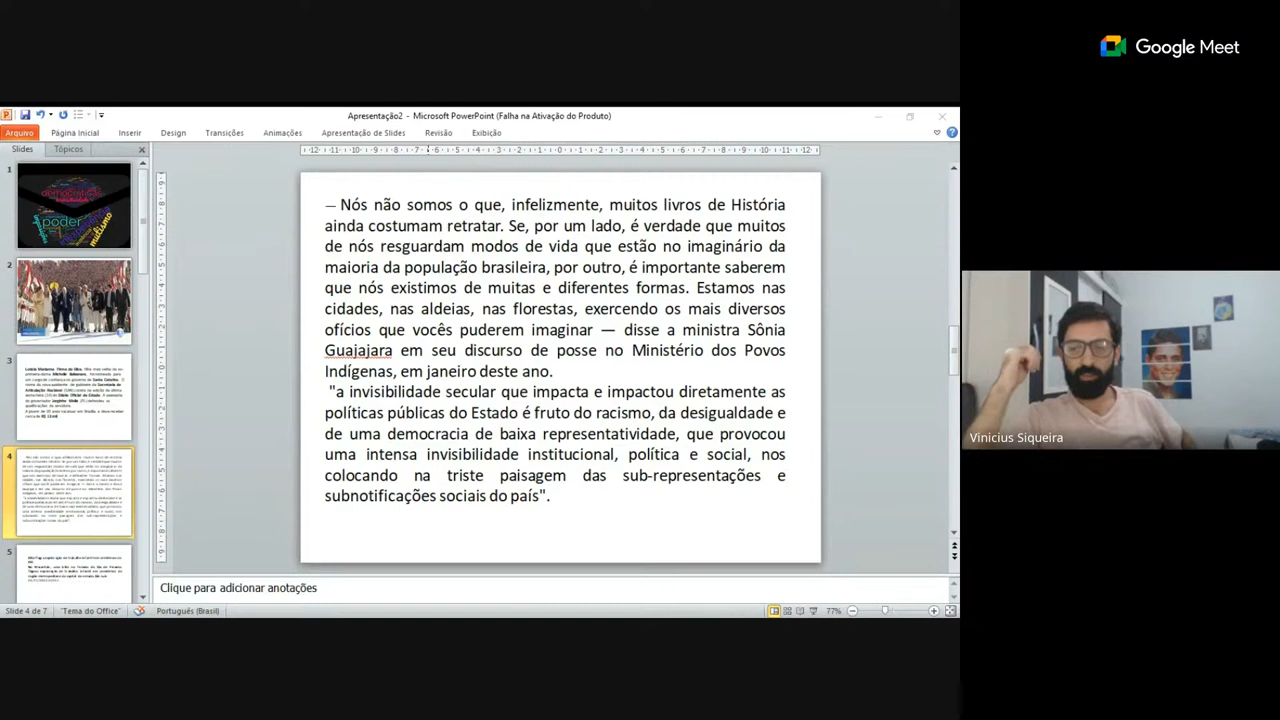 Google Meet
Apresentação2 - Microsoft PowerPoint (Falha na Ativação do Produto)
Arquivo Página Inicial Inserir Design Transições Animações Apresentação de Slides Revisão Exibição
Slides Tópicos
— Nós não somos o que, infelizmente, muitos livros de História
ainda costumam retratar. Se, por um lado, é verdade que muitos
de nós resguardam modos de vida que estão no imaginário da
maioria da população brasileira, por outro, é importante saberem
que nós existimos de muitas e diferentes formas. Estamos nas
cidades, nas aldeias, nas florestas, exercendo os mais diversos
ofícios que vocês puderem imaginar — disse a ministra Sônia
Guajajara em seu discurso de posse no Ministério dos Povos
Indígenas, em janeiro deste ano.
"a invisibilidade secular que impacta e impactou diretamente as
políticas públicas do Estado é fruto do racismo, da desigualdade e
de uma democracia de baixa representatividade, que provocou
uma intensa invisibilidade institucional, política e social, nos
colocando na triste paisagem das sub-representações e
subnotificações sociais do país".
1
democráticas
poder
2
3
4
5
Clique para adicionar anotações
Slide 4 de 7 "Tema do Office" Português (Brasil) 77%
Vinicius Siqueira